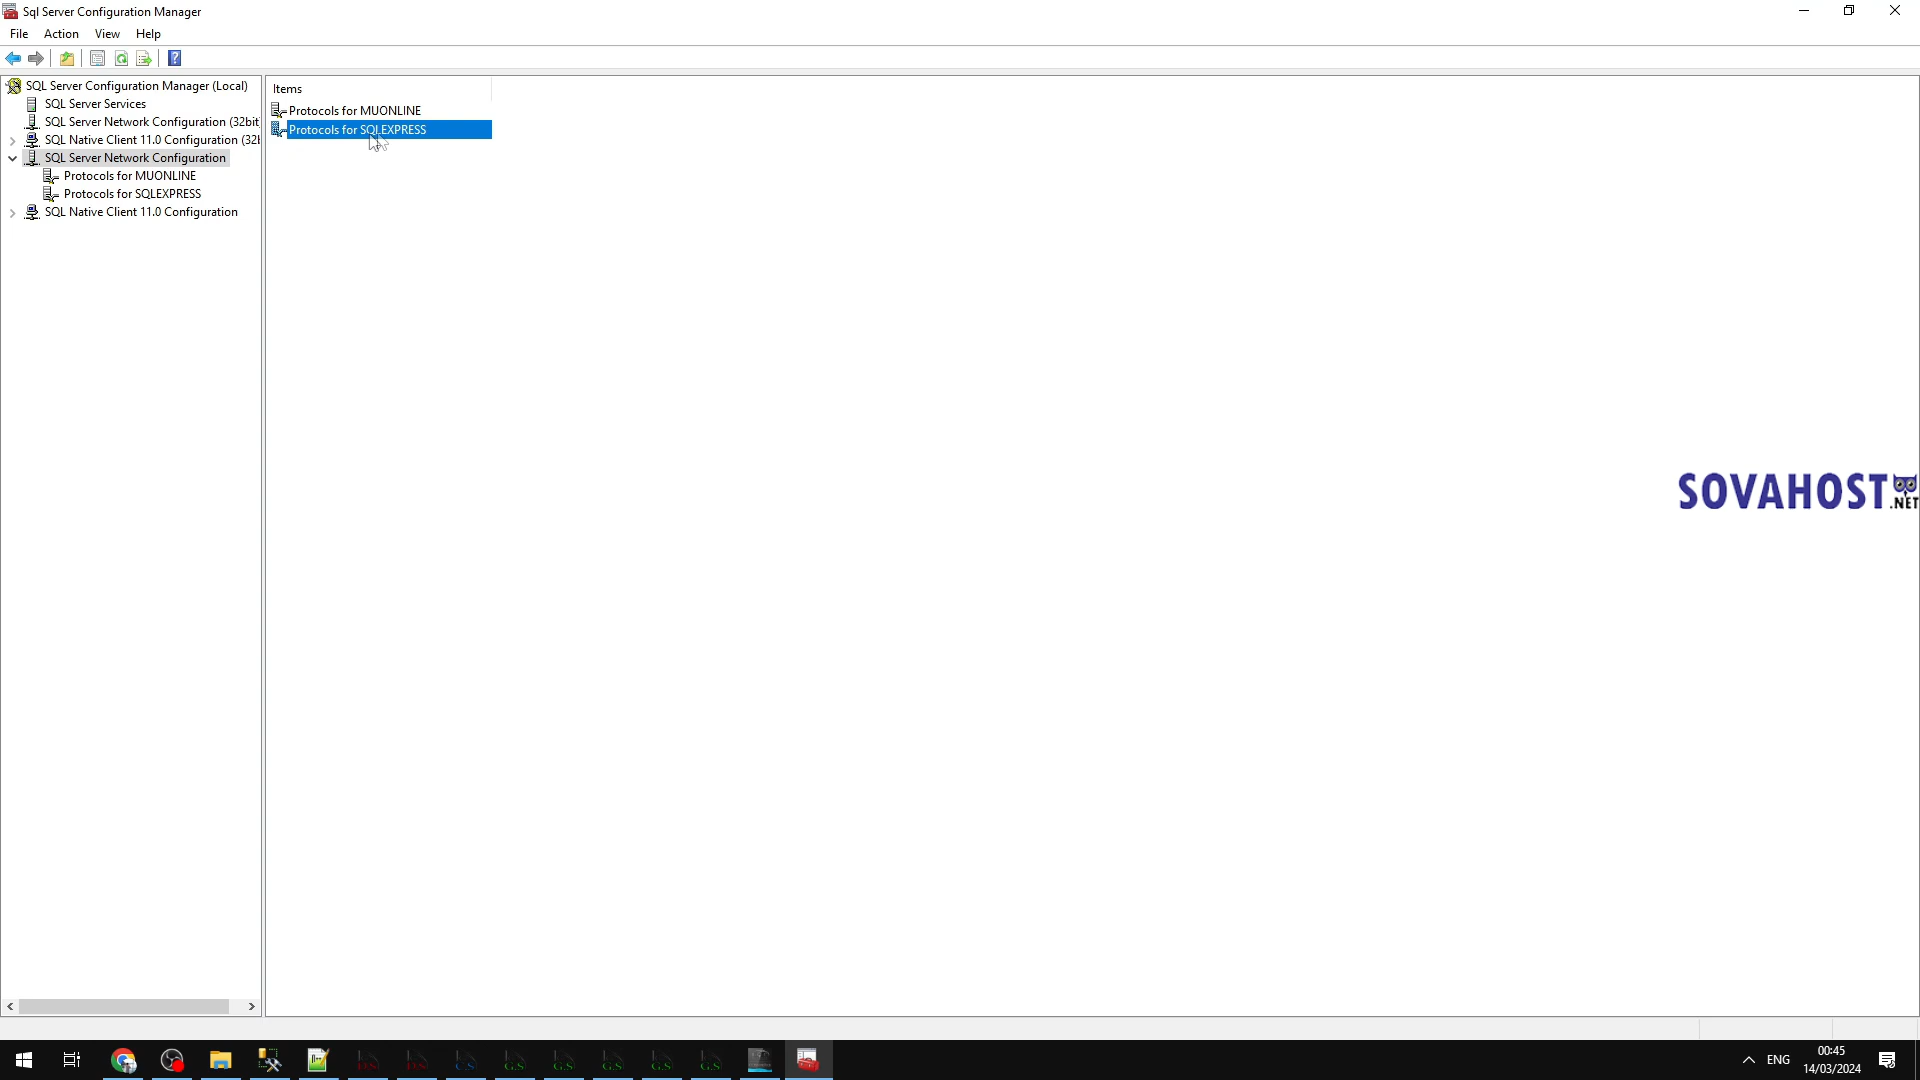 Sql Server Configuration Manager
File Action View Help
SQL Server Configuration Manager (Local)
SQL Server Services
SQL Server Network Configuration (32bit
SQL Native Client 11.0 Configuration (32
SQL Server Network Configuration
Protocols for MUONLINE
Protocols for SQLEXPRESS
SQL Native Client 11.0 Configuration
Items
Protocols for MUONLINE
Protocols for SQLEXPRESS
SOVAHOST
.NET
ENG
00:45
14/03/2024